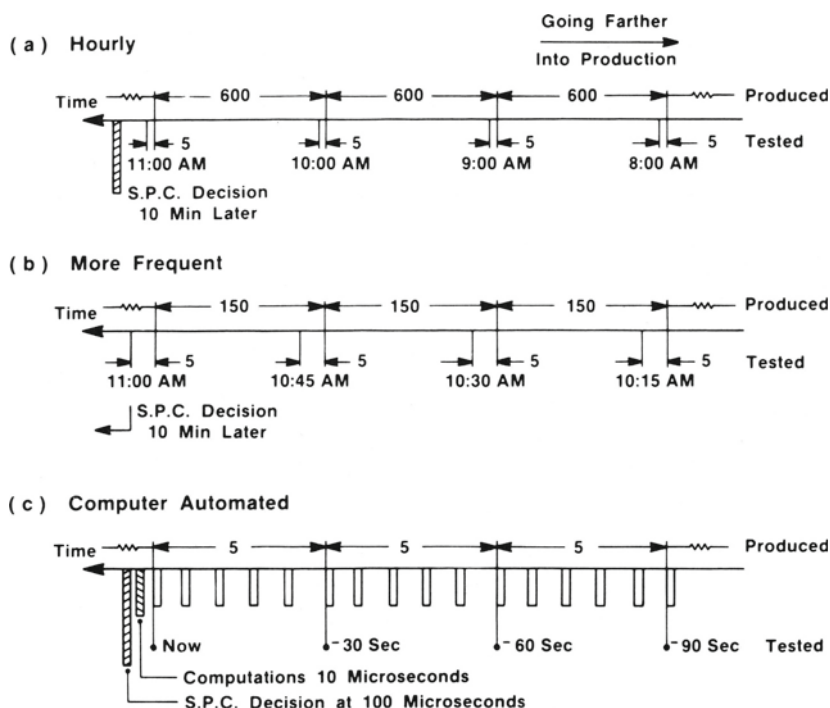 (a) Hourly
Going Farther
Into Production
Time 600 600 600 Produced
5 5 5 5 Tested
11:00 AM 10:00 AM 9:00 AM 8:00 AM
S.P.C. Decision
10 Min Later
(b) More Frequent
Time 150 150 150 Produced
5 5 5 5 Tested
11:00 AM 10:45 AM 10:30 AM 10:15 AM
S.P.C. Decision
10 Min Later
(c) Computer Automated
Time 5 5 5 Produced
Now -30 Sec -60 Sec -90 Sec Tested
Computations 10 Microseconds
S.P.C. Decision at 100 Microseconds